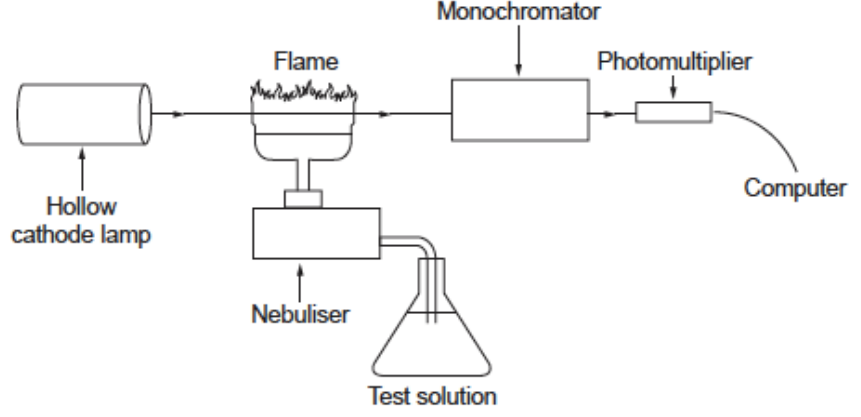 Monochromator
Flame
Photomultiplier
Computer
Hollow
cathode lamp
Nebuliser
Test solution